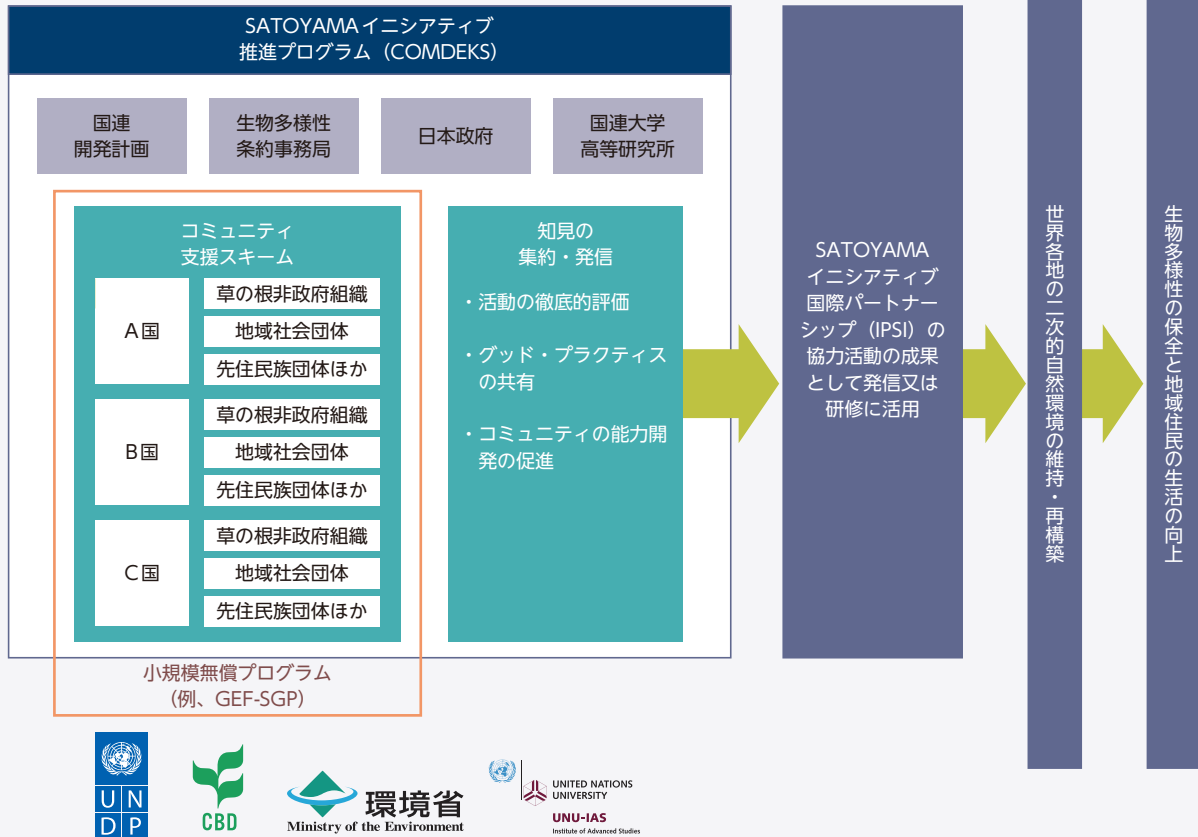 SATOYAMAイニシアティブ
推進プログラム（COMDEKS）
国連
開発計画
生物多様性
条約事務局
日本政府
国連大学
高等研究所
コミュニティ
支援スキーム
A国
草の根非政府組織
地域社会団体
先住民族団体ほか
B国
草の根非政府組織
地域社会団体
先住民族団体ほか
C国
草の根非政府組織
地域社会団体
先住民族団体ほか
小規模無償プログラム
（例、GEF-SGP）
知見の
集約・発信
・活動の徹底的評価
・グッド・プラクティス
の共有
・コミュニティの能力開
発の促進
SATOYAMA
イニシアティブ
国際パートナー
シップ（IPSI）の
協力活動の成果
として発信又は
研修に活用
世界各地の二次的自然環境の維持・再構築
生物多様性の保全と地域住民の生活の向上
U N
D P
CBD
環境省
Ministry of the Environment
UNITED NATIONS
UNIVERSITY
UNU-IAS
Institute of Advanced Studies